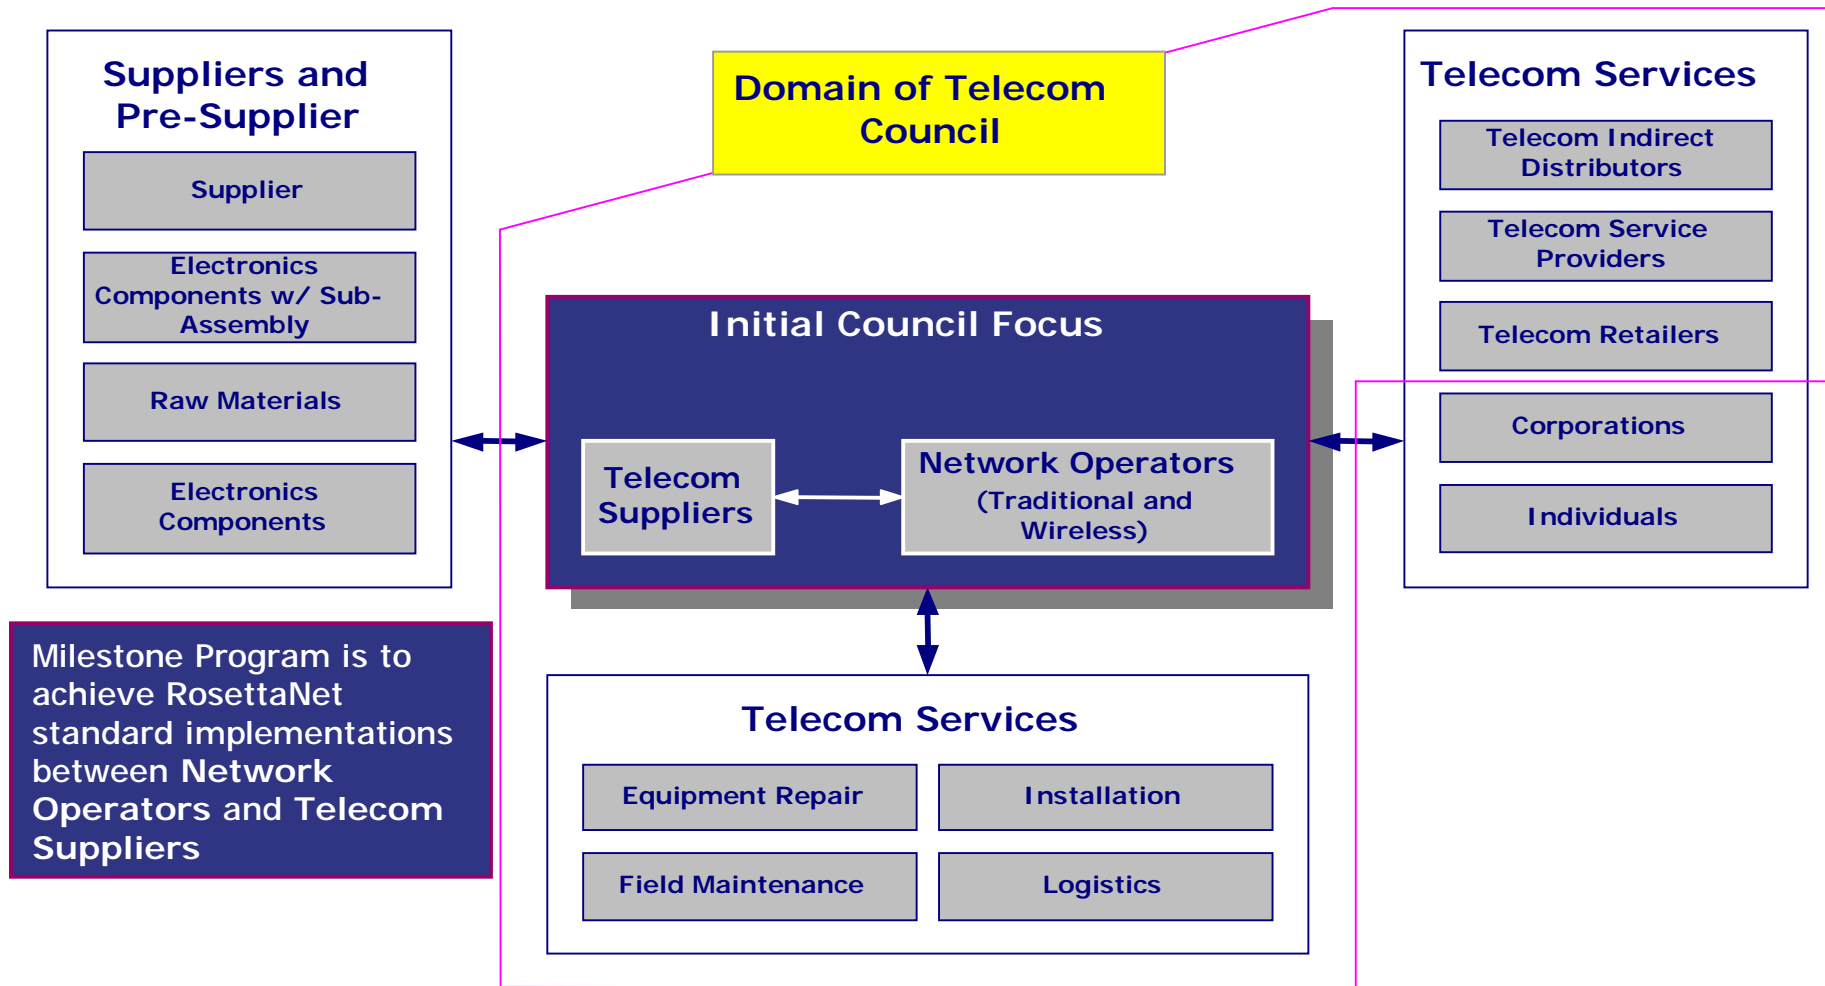 Suppliers and
Pre-Supplier
Supplier
Electronics
Components w/ Sub-
Assembly
Raw Materials
Electronics
Components
Milestone Program is to
achieve RosettaNet
standard implementations
between Network
Operators and Telecom
Suppliers
Domain of Telecom
Council
Initial Council Focus
Telecom
Suppliers
Network Operators
(Traditional and
Wireless)
Telecom Services
Equipment Repair
Installation
Field Maintenance
Logistics
Telecom Services
Telecom Indirect
Distributors
Telecom Service
Providers
Telecom Retailers
Corporations
Individuals